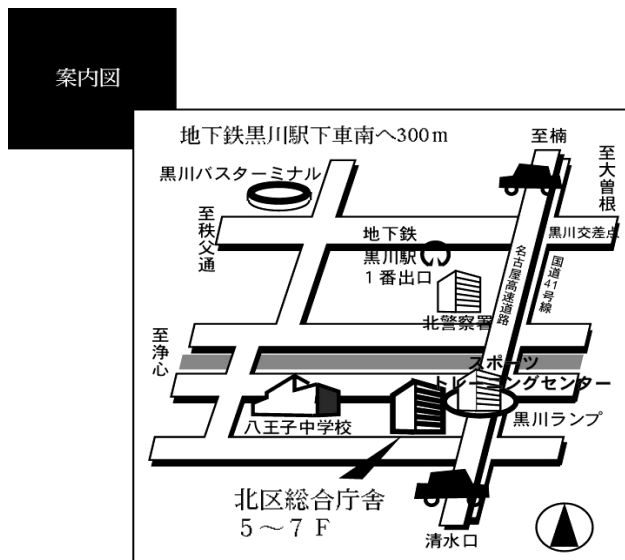 案内図
地下鉄黒川駅下車南へ300m
至楠
至大曽根
黒川バスターミナル
至秩父通
地下鉄
黒川駅
1番出口
黒川交差点
名古屋高速道路
国道41号線
北警察署
至浄心
スポーツ
トレーニングセンター
八王子中学校
黒川ランプ
北区総合庁舎
5～7F
清水口